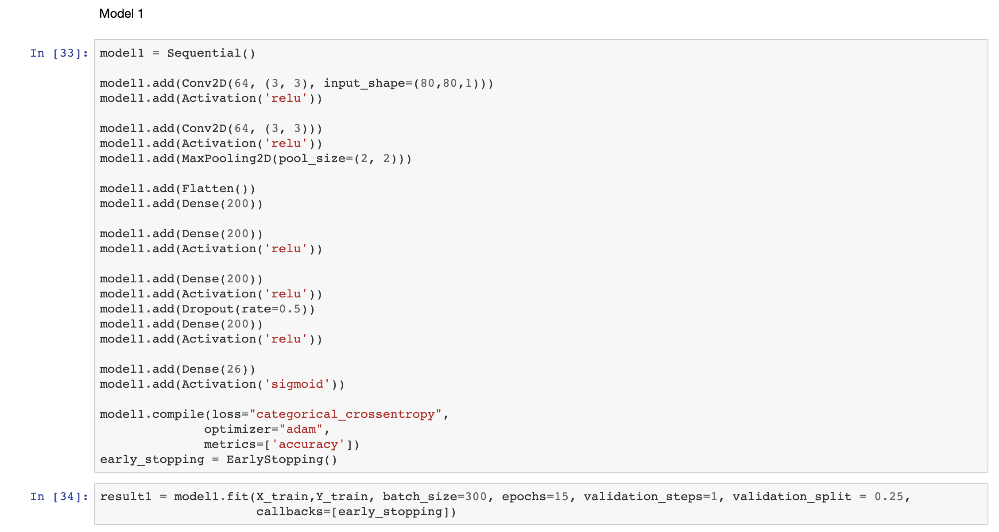 Model 1
In [33]:
model1 = Sequential()
model1.add(Conv2D(64, (3, 3), input_shape=(80,80,1)))
model1.add(Activation('relu'))
model1.add(Conv2D(64, (3, 3)))
model1.add(Activation('relu'))
model1.add(MaxPooling2D(pool_size=(2, 2)))
model1.add(Flatten())
model1.add(Dense(200))
model1.add(Dense(200))
model1.add(Activation('relu'))
model1.add(Dense(200))
model1.add(Activation('relu'))
model1.add(Dropout(rate=0.5))
model1.add(Dense(200))
model1.add(Activation('relu'))
model1.add(Dense(26))
model1.add(Activation('sigmoid'))
model1.compile(loss="categorical_crossentropy",
optimizer="adam",
metrics=['accuracy'])
early_stopping = EarlyStopping()
In [34]:
result1 = model1.fit(X_train,Y_train, batch_size=300, epochs=15, validation_steps=1, validation_split = 0.25,
callbacks=[early_stopping])